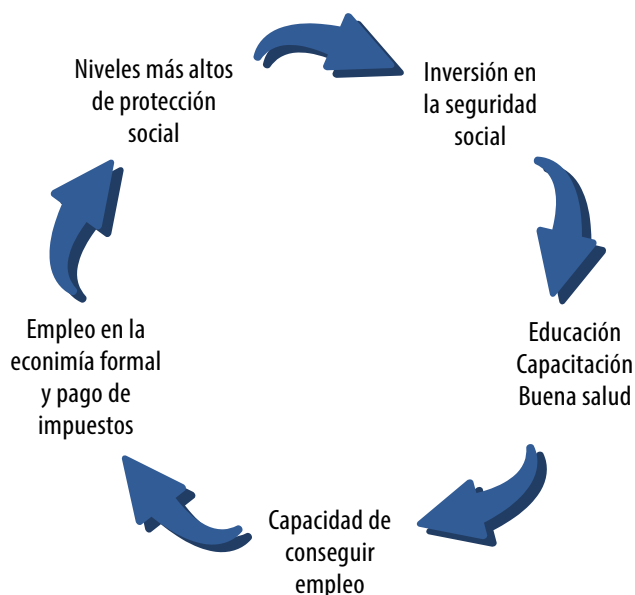 Niveles más altos
de protección
social
Inversión en
la seguridad
social
Educación
Capacitación
Buena salud
Capacidad de
conseguir
empleo
Empleo en la
econimía formal
y pago de
impuestos